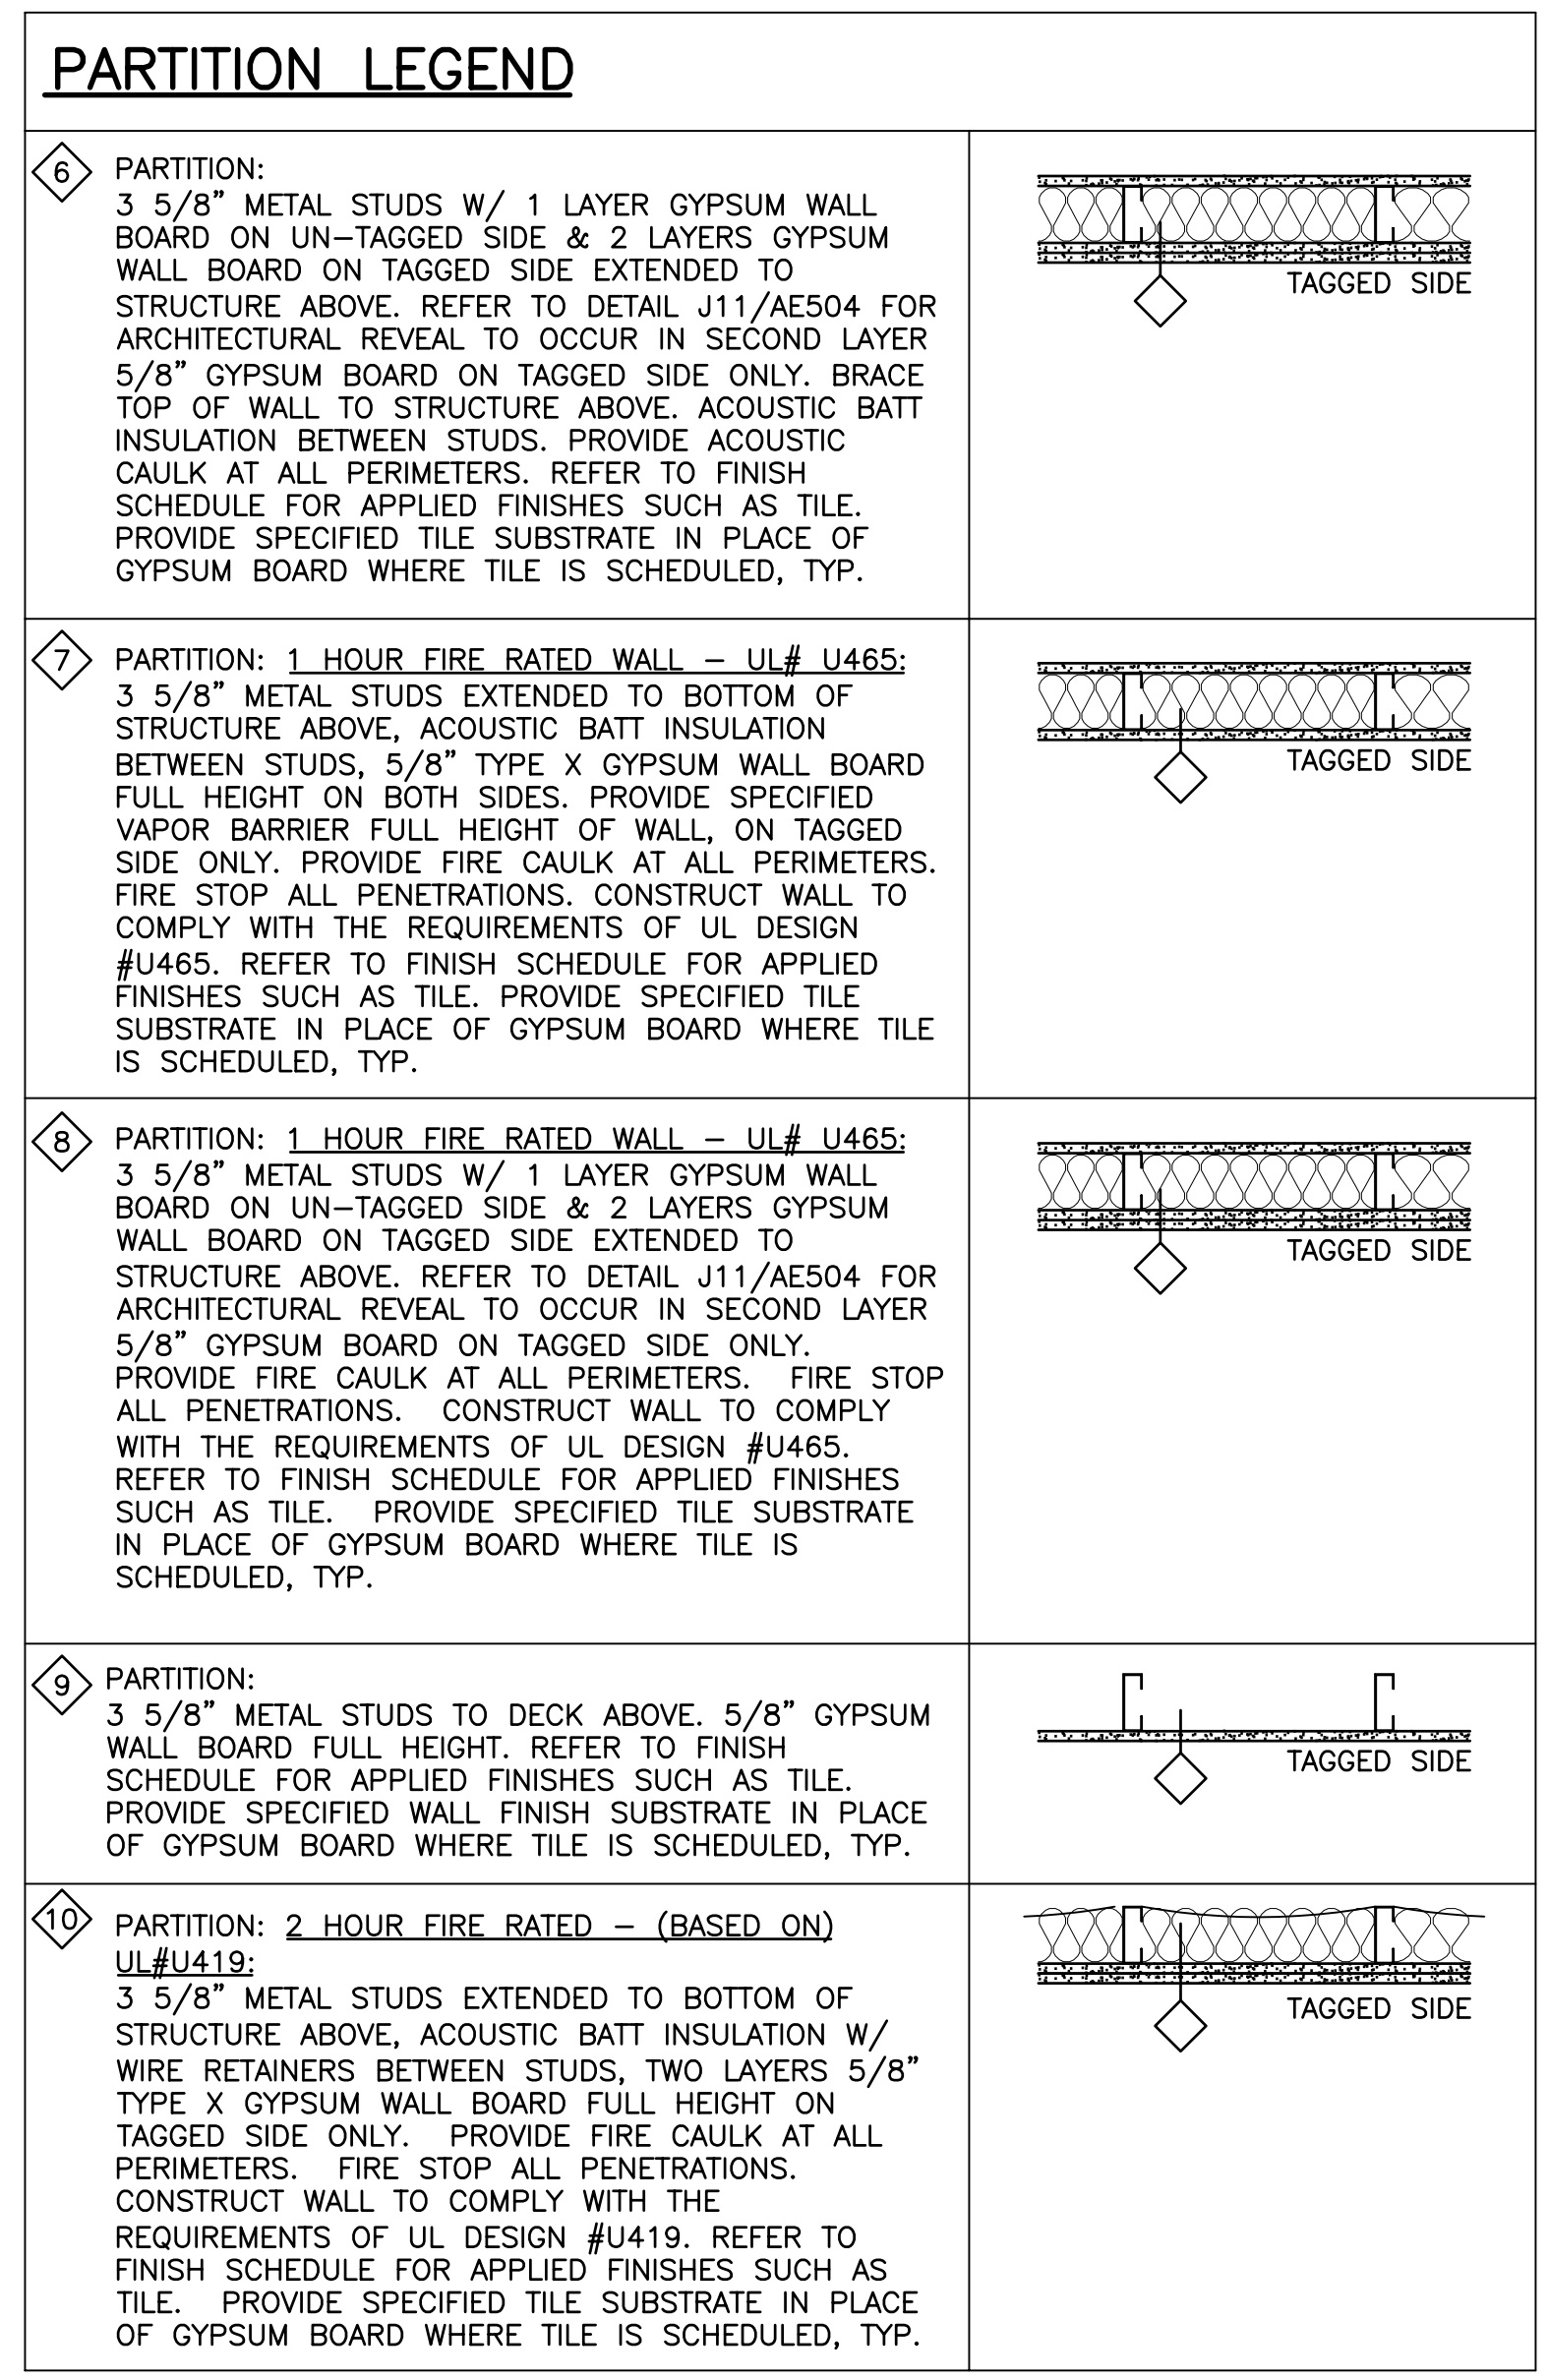 PARTITION LEGEND
6
PARTITION:
3 5/8" METAL STUDS W/ 1 LAYER GYPSUM WALL
BOARD ON UN-TAGGED SIDE & 2 LAYERS GYPSUM
WALL BOARD ON TAGGED SIDE EXTENDED TO
STRUCTURE ABOVE. REFER TO DETAIL J11/AE504 FOR
ARCHITECTURAL REVEAL TO OCCUR IN SECOND LAYER
5/8" GYPSUM BOARD ON TAGGED SIDE ONLY. BRACE
TOP OF WALL TO STRUCTURE ABOVE. ACOUSTIC BATT
INSULATION BETWEEN STUDS. PROVIDE ACOUSTIC
CAULK AT ALL PERIMETERS. REFER TO FINISH
SCHEDULE FOR APPLIED FINISHES SUCH AS TILE.
PROVIDE SPECIFIED TILE SUBSTRATE IN PLACE OF
GYPSUM BOARD WHERE TILE IS SCHEDULED, TYP.
TAGGED SIDE
7
PARTITION: 1 HOUR FIRE RATED WALL - UL# U465:
3 5/8" METAL STUDS EXTENDED TO BOTTOM OF
STRUCTURE ABOVE, ACOUSTIC BATT INSULATION
BETWEEN STUDS, 5/8" TYPE X GYPSUM WALL BOARD
FULL HEIGHT ON BOTH SIDES. PROVIDE SPECIFIED
VAPOR BARRIER FULL HEIGHT OF WALL, ON TAGGED
SIDE ONLY. PROVIDE FIRE CAULK AT ALL PERIMETERS.
FIRE STOP ALL PENETRATIONS. CONSTRUCT WALL TO
COMPLY WITH THE REQUIREMENTS OF UL DESIGN
#U465. REFER TO FINISH SCHEDULE FOR APPLIED
FINISHES SUCH AS TILE. PROVIDE SPECIFIED TILE
SUBSTRATE IN PLACE OF GYPSUM BOARD WHERE TILE
IS SCHEDULED, TYP.
TAGGED SIDE
8
PARTITION: 1 HOUR FIRE RATED WALL - UL# U465:
3 5/8" METAL STUDS W/ 1 LAYER GYPSUM WALL
BOARD ON UN-TAGGED SIDE & 2 LAYERS GYPSUM
WALL BOARD ON TAGGED SIDE EXTENDED TO
STRUCTURE ABOVE. REFER TO DETAIL J11/AE504 FOR
ARCHITECTURAL REVEAL TO OCCUR IN SECOND LAYER
5/8" GYPSUM BOARD ON TAGGED SIDE ONLY.
PROVIDE FIRE CAULK AT ALL PERIMETERS. FIRE STOP
ALL PENETRATIONS. CONSTRUCT WALL TO COMPLY
WITH THE REQUIREMENTS OF UL DESIGN #U465.
REFER TO FINISH SCHEDULE FOR APPLIED FINISHES
SUCH AS TILE. PROVIDE SPECIFIED TILE SUBSTRATE
IN PLACE OF GYPSUM BOARD WHERE TILE IS
SCHEDULED, TYP.
TAGGED SIDE
9
PARTITION:
3 5/8" METAL STUDS TO DECK ABOVE. 5/8" GYPSUM
WALL BOARD FULL HEIGHT. REFER TO FINISH
SCHEDULE FOR APPLIED FINISHES SUCH AS TILE.
PROVIDE SPECIFIED WALL FINISH SUBSTRATE IN PLACE
OF GYPSUM BOARD WHERE TILE IS SCHEDULED, TYP.
TAGGED SIDE
10
PARTITION: 2 HOUR FIRE RATED - (BASED ON)
UL#U419:
3 5/8" METAL STUDS EXTENDED TO BOTTOM OF
STRUCTURE ABOVE, ACOUSTIC BATT INSULATION W/
WIRE RETAINERS BETWEEN STUDS, TWO LAYERS 5/8"
TYPE X GYPSUM WALL BOARD FULL HEIGHT ON
TAGGED SIDE ONLY. PROVIDE FIRE CAULK AT ALL
PERIMETERS. FIRE STOP ALL PENETRATIONS.
CONSTRUCT WALL TO COMPLY WITH THE
REQUIREMENTS OF UL DESIGN #U419. REFER TO
FINISH SCHEDULE FOR APPLIED FINISHES SUCH AS
TILE. PROVIDE SPECIFIED TILE SUBSTRATE IN PLACE
OF GYPSUM BOARD WHERE TILE IS SCHEDULED, TYP.
TAGGED SIDE